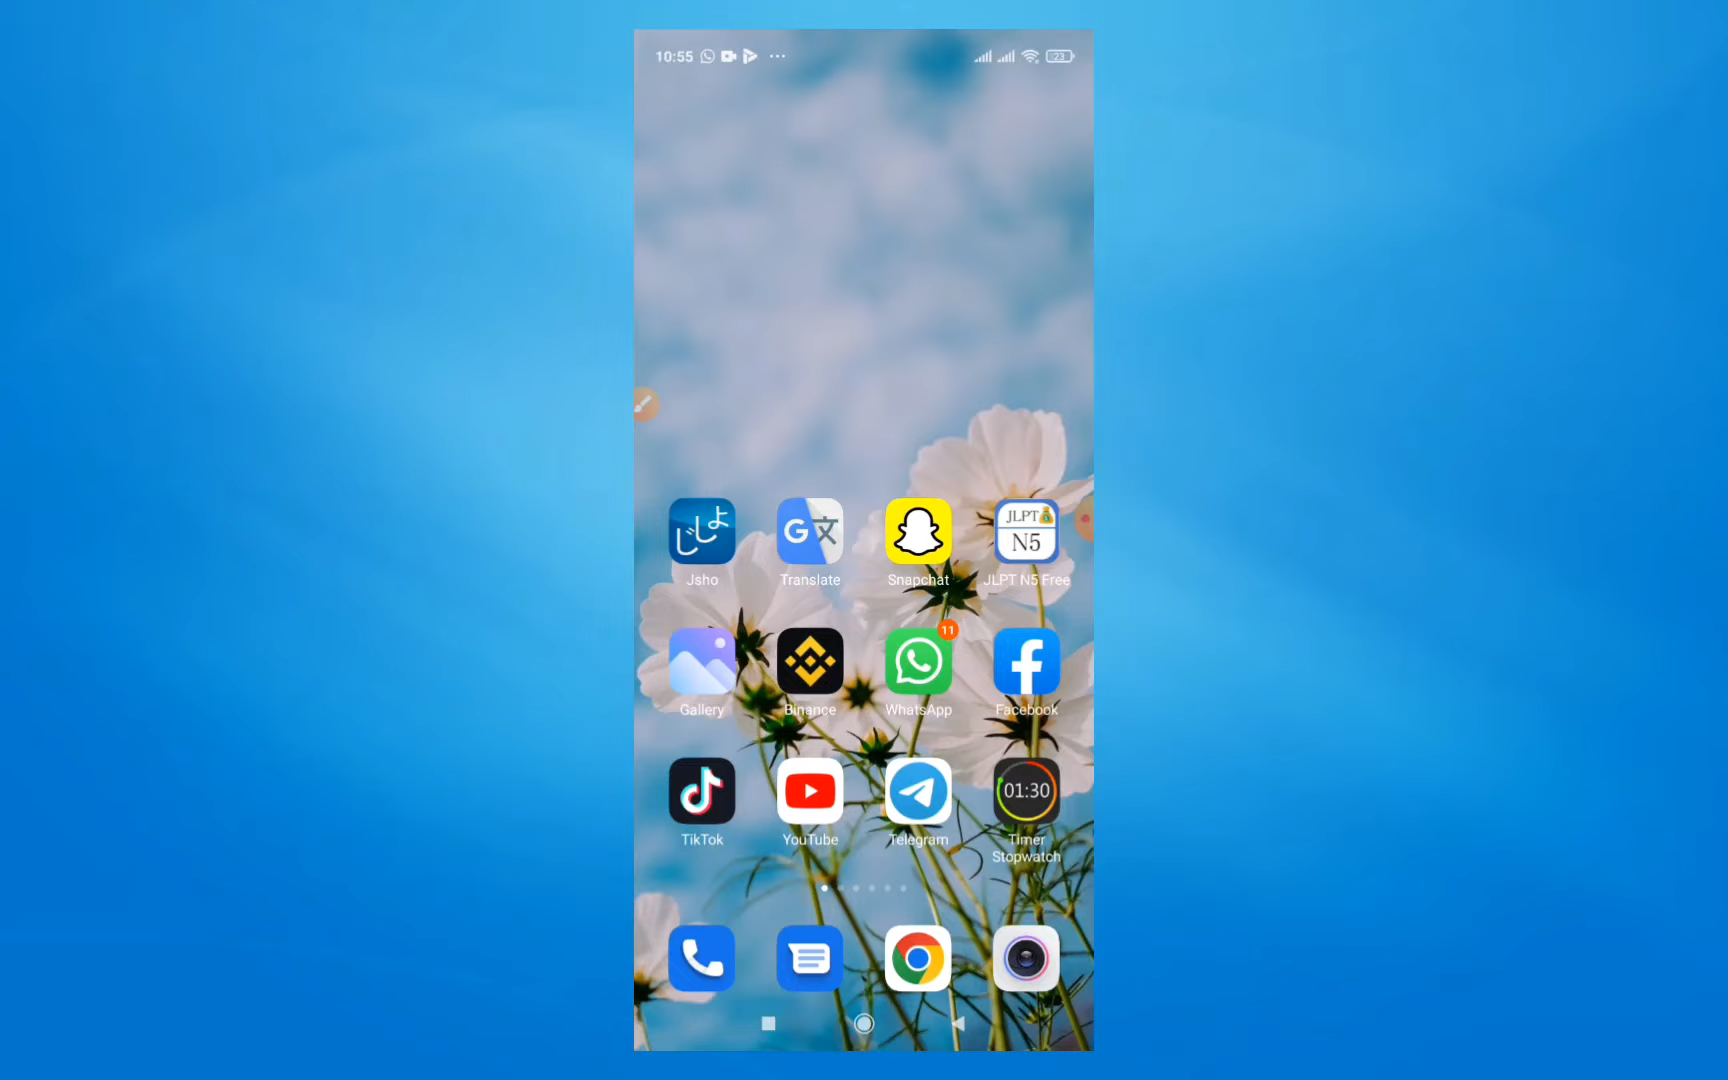 10:55
23
じしょ
G文
JLPT
N5
Jsho
Translate
Snapchat
JLPT N5 Free
11
Gallery
Binance
WhatsApp
Facebook
01:30
TikTok
YouTube
Telegram
Timer
Stopwatch